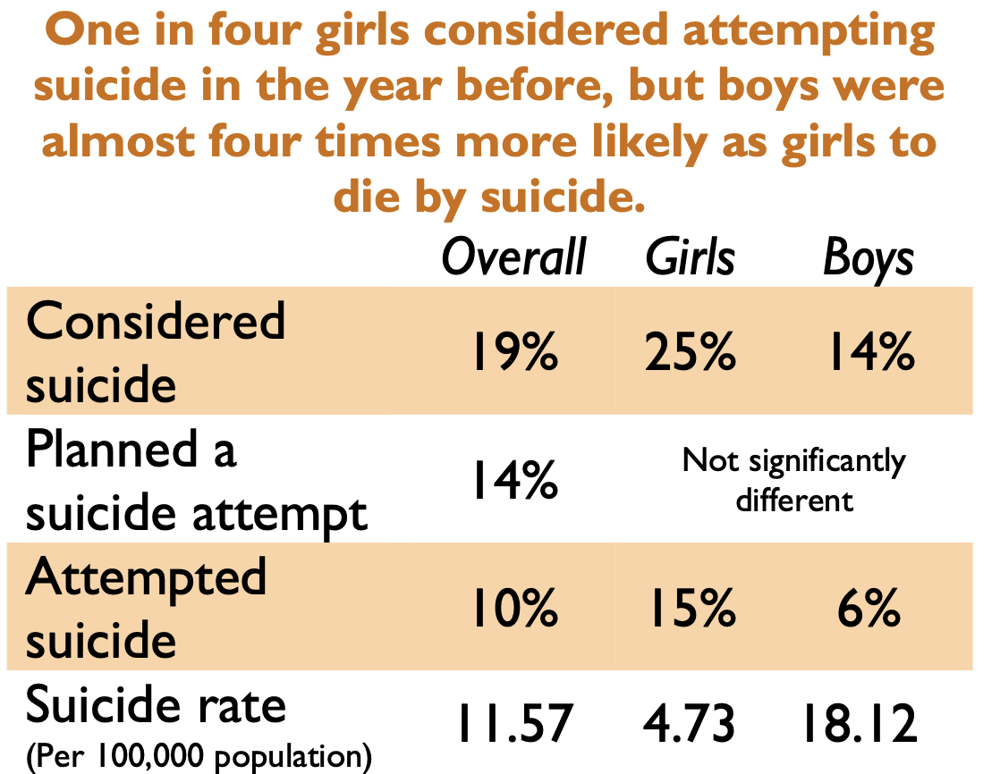 One in four girls considered attempting
suicide in the year before, but boys were
almost four times more likely as girls to
die by suicide.
Overall Girls Boys
Considered
suicide
19% 25% 14%
Planned a
suicide attempt
14%
Not significantly
different
Attempted
suicide
10% 15% 6%
Suicide rate
(Per 100,000 population)
11.57 4.73 18.12